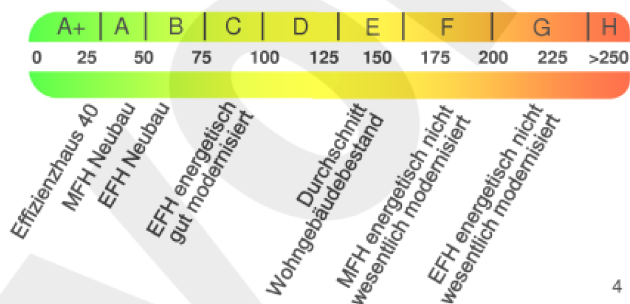 A+ A B C D E F G H
0 25 50 75 100 125 150 175 200 225 >250
Effizienzhaus 40
MFH Neubau
EFH Neubau
EFH energetisch
gut modernisiert
Durchschnitt
Wohngebäudebestand
MFH energetisch nicht
wesentlich modernisiert
EFH energetisch nicht
wesentlich modernisiert
4